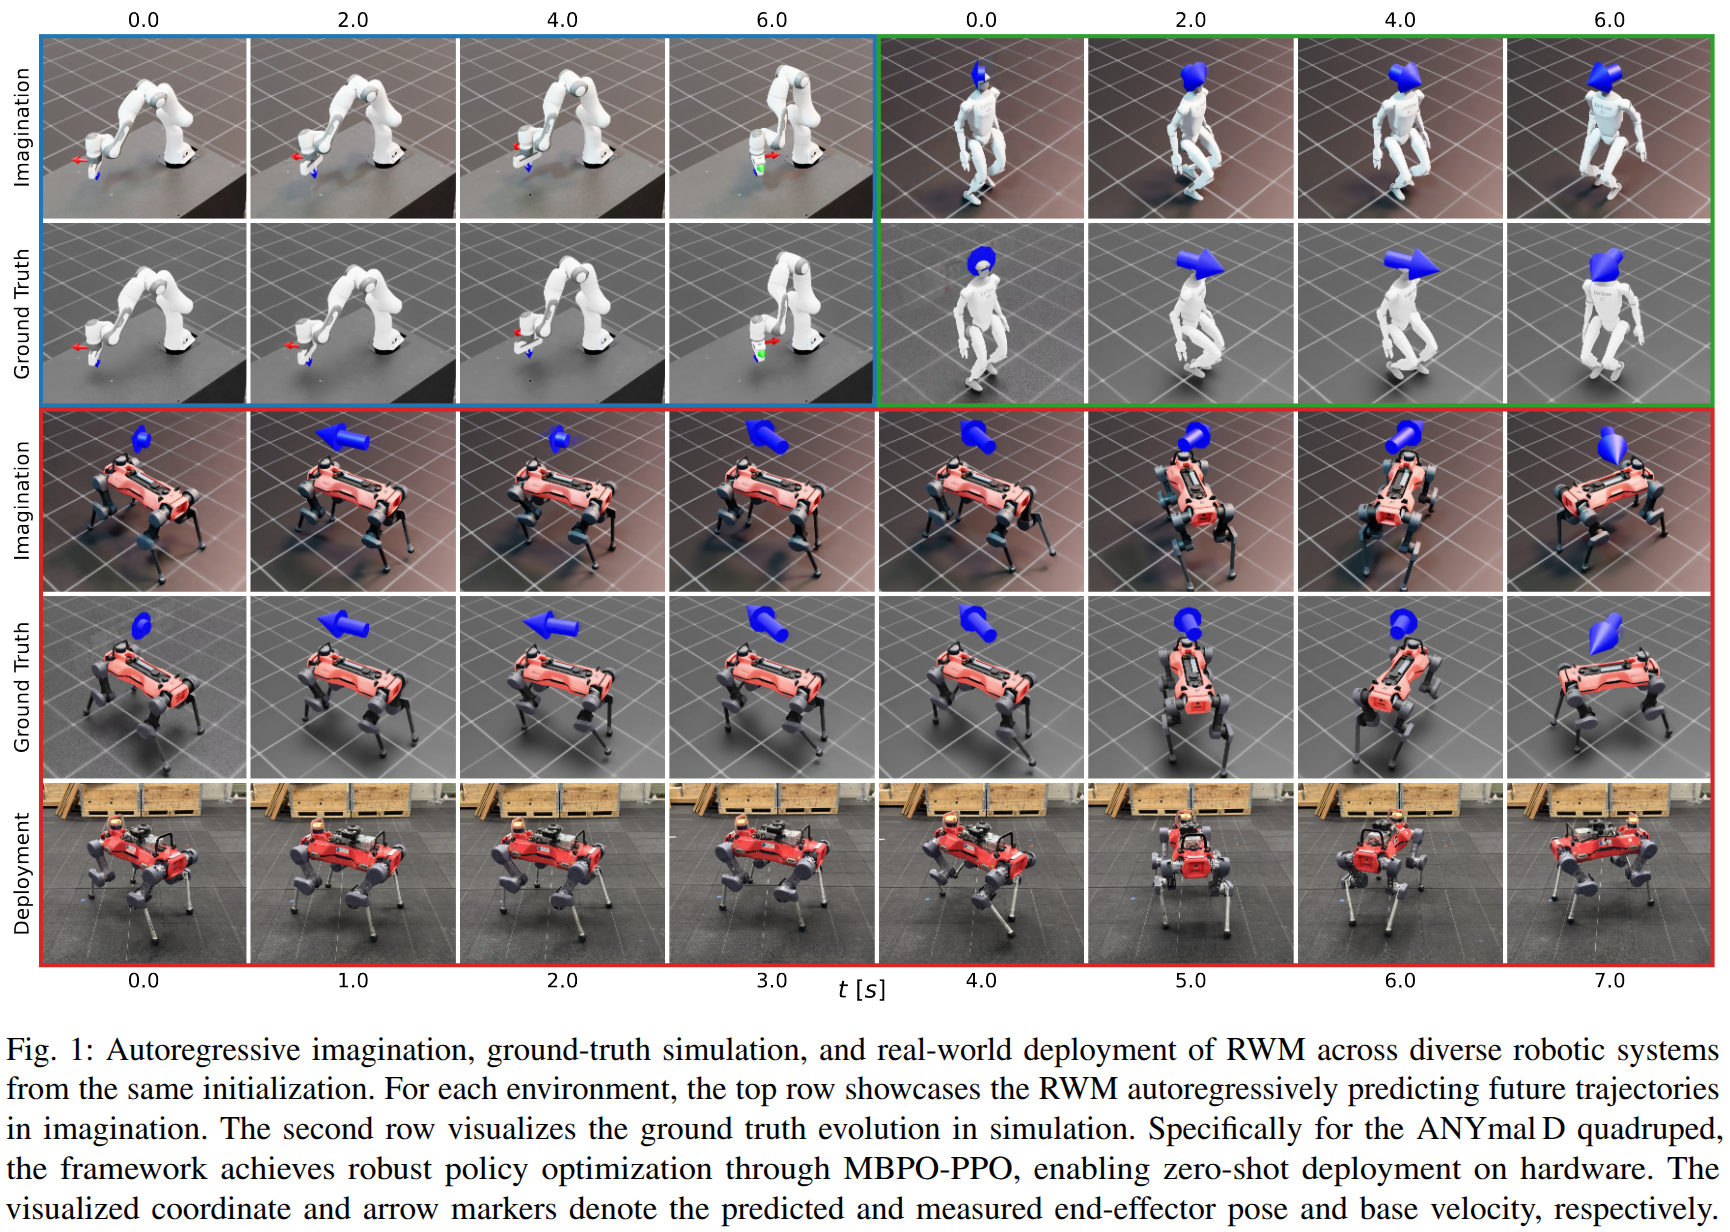 0.0 2.0 4.0 6.0 0.0 2.0 4.0 6.0
Imagination
Ground Truth
Imagination
Ground Truth
Deployment
0.0 1.0 2.0 3.0 4.0 5.0 6.0 7.0
t [s]
Fig. 1: Autoregressive imagination, ground-truth simulation, and real-world deployment of RWM across diverse robotic systems
from the same initialization. For each environment, the top row showcases the RWM autoregressively predicting future trajectories
in imagination. The second row visualizes the ground truth evolution in simulation. Specifically for the ANYmal D quadruped,
the framework achieves robust policy optimization through MBPO-PPO, enabling zero-shot deployment on hardware. The
visualized coordinate and arrow markers denote the predicted and measured end-effector pose and base velocity, respectively.